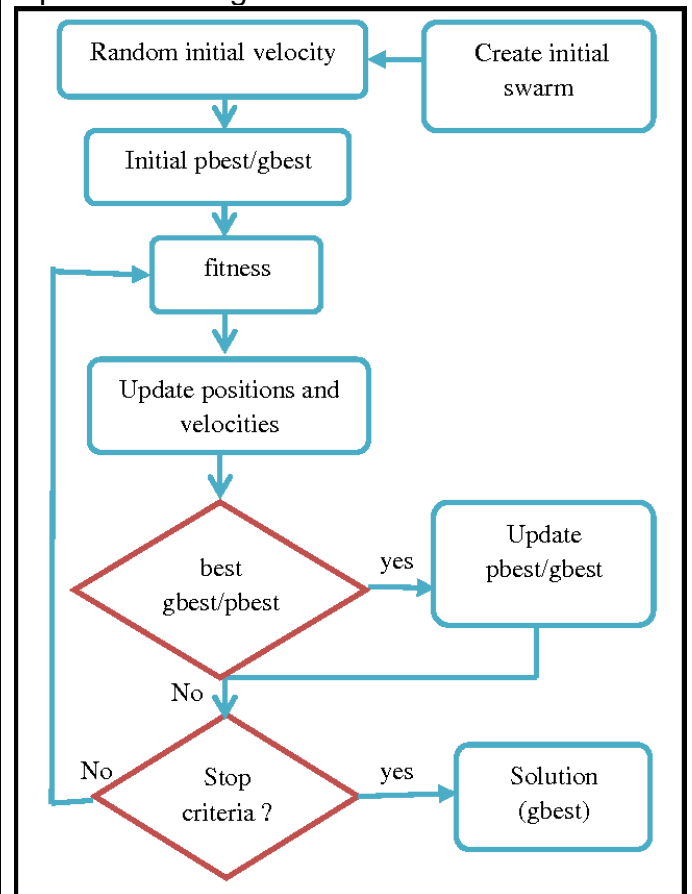 Random initial velocity
Create initial
swarm
Initial pbest/gbest
fitness
Update positions and
velocities
best
gbest/pbest
yes
Update
pbest/gbest
No
Stop
criteria ?
No
yes
Solution
(gbest)